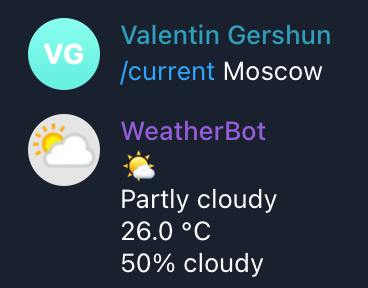 VG
Valentin Gershun
/current Moscow
WeatherBot
🌤
Partly cloudy
26.0 °C
50% cloudy